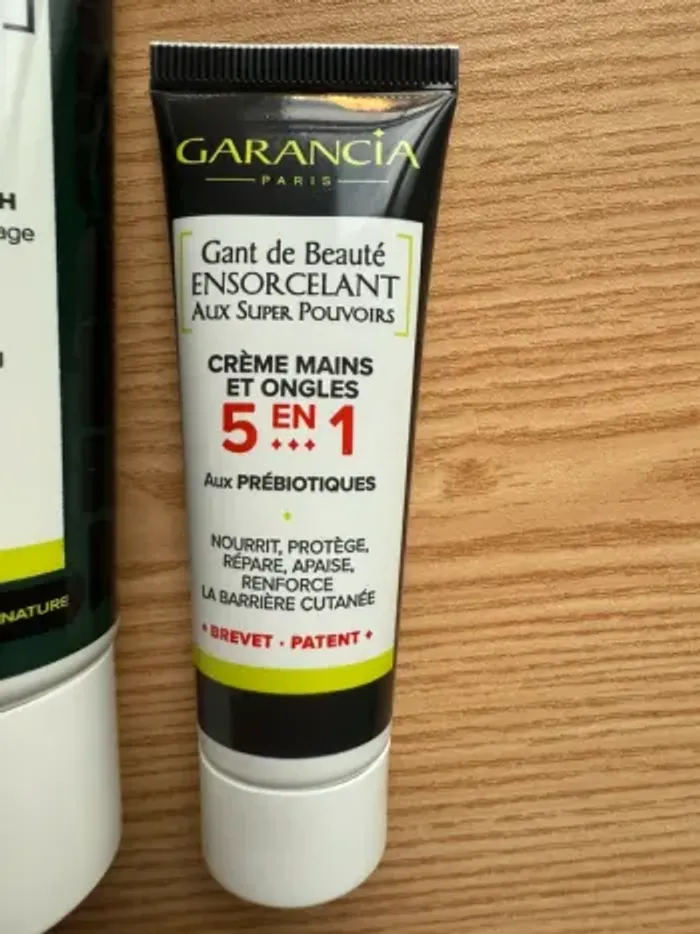 GARANCIA
PARIS
Gant de Beauté
ENSORCELANT
AUX SUPER POUVOIRS
CRÈME MAINS
ET ONGLES
5 EN 1
Aux PRÉBIOTIQUES
NOURRIT, PROTÈGE,
RÉPARE, APAISE,
RENFORCE
LA BARRIÈRE CUTANÉE
BREVET · PATENT
NATURE